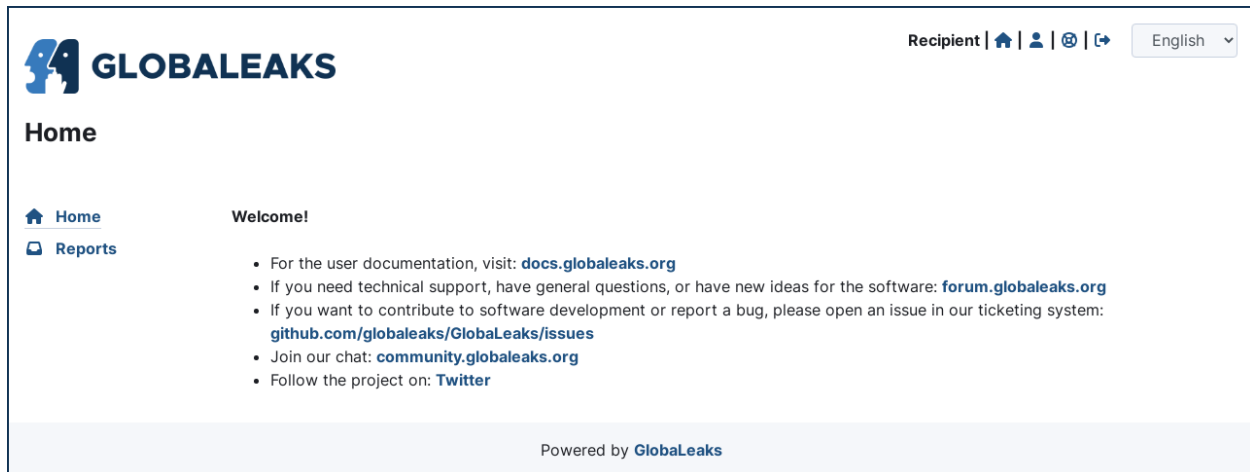 GLOBALEAKS
Recipient | | | | English
Home
Home
Reports
Welcome!
• For the user documentation, visit: docs.globaleaks.org
• If you need technical support, have general questions, or have new ideas for the software: forum.globaleaks.org
• If you want to contribute to software development or report a bug, please open an issue in our ticketing system:
github.com/globaleaks/GlobaLeaks/issues
• Join our chat: community.globaleaks.org
• Follow the project on: Twitter
Powered by GlobaLeaks